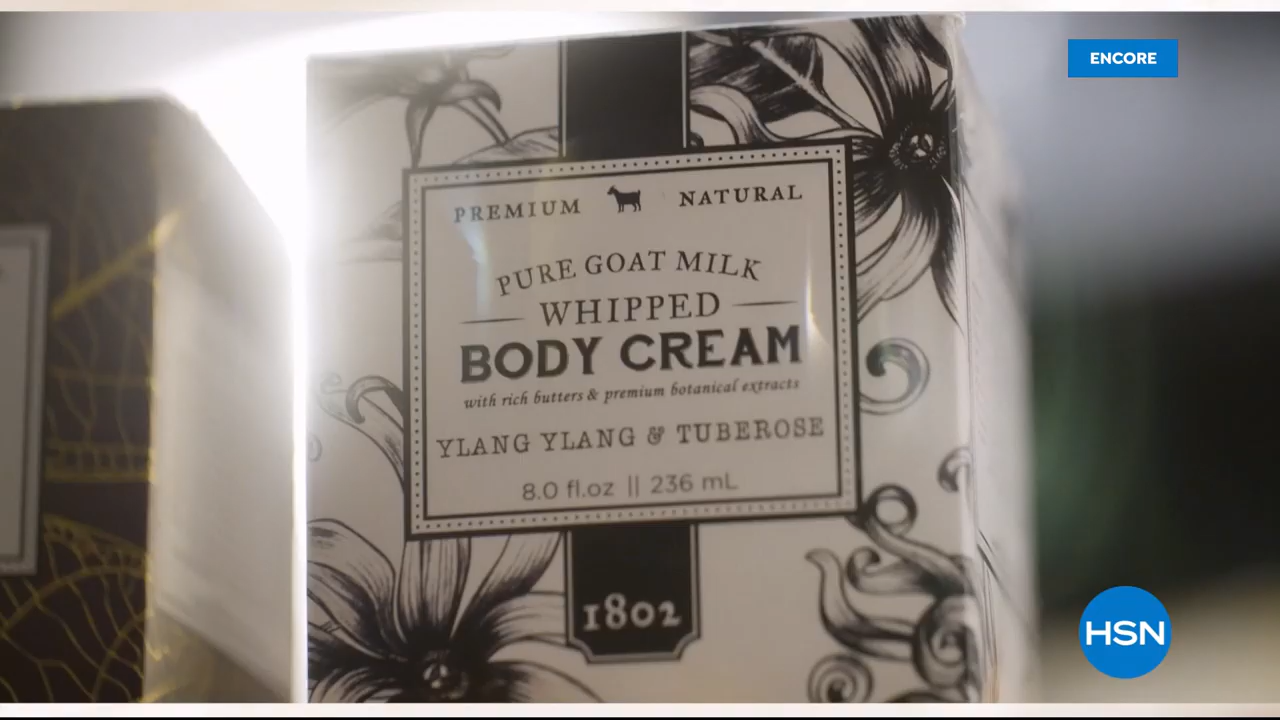 ENCORE
PREMIUM NATURAL
PURE GOAT MILK
WHIPPED
BODY CREAM
with rich butters & premium botanical extracts
YLANG YLANG & TUBEROSE
8.0 fl.oz || 236 mL
1802
HSN